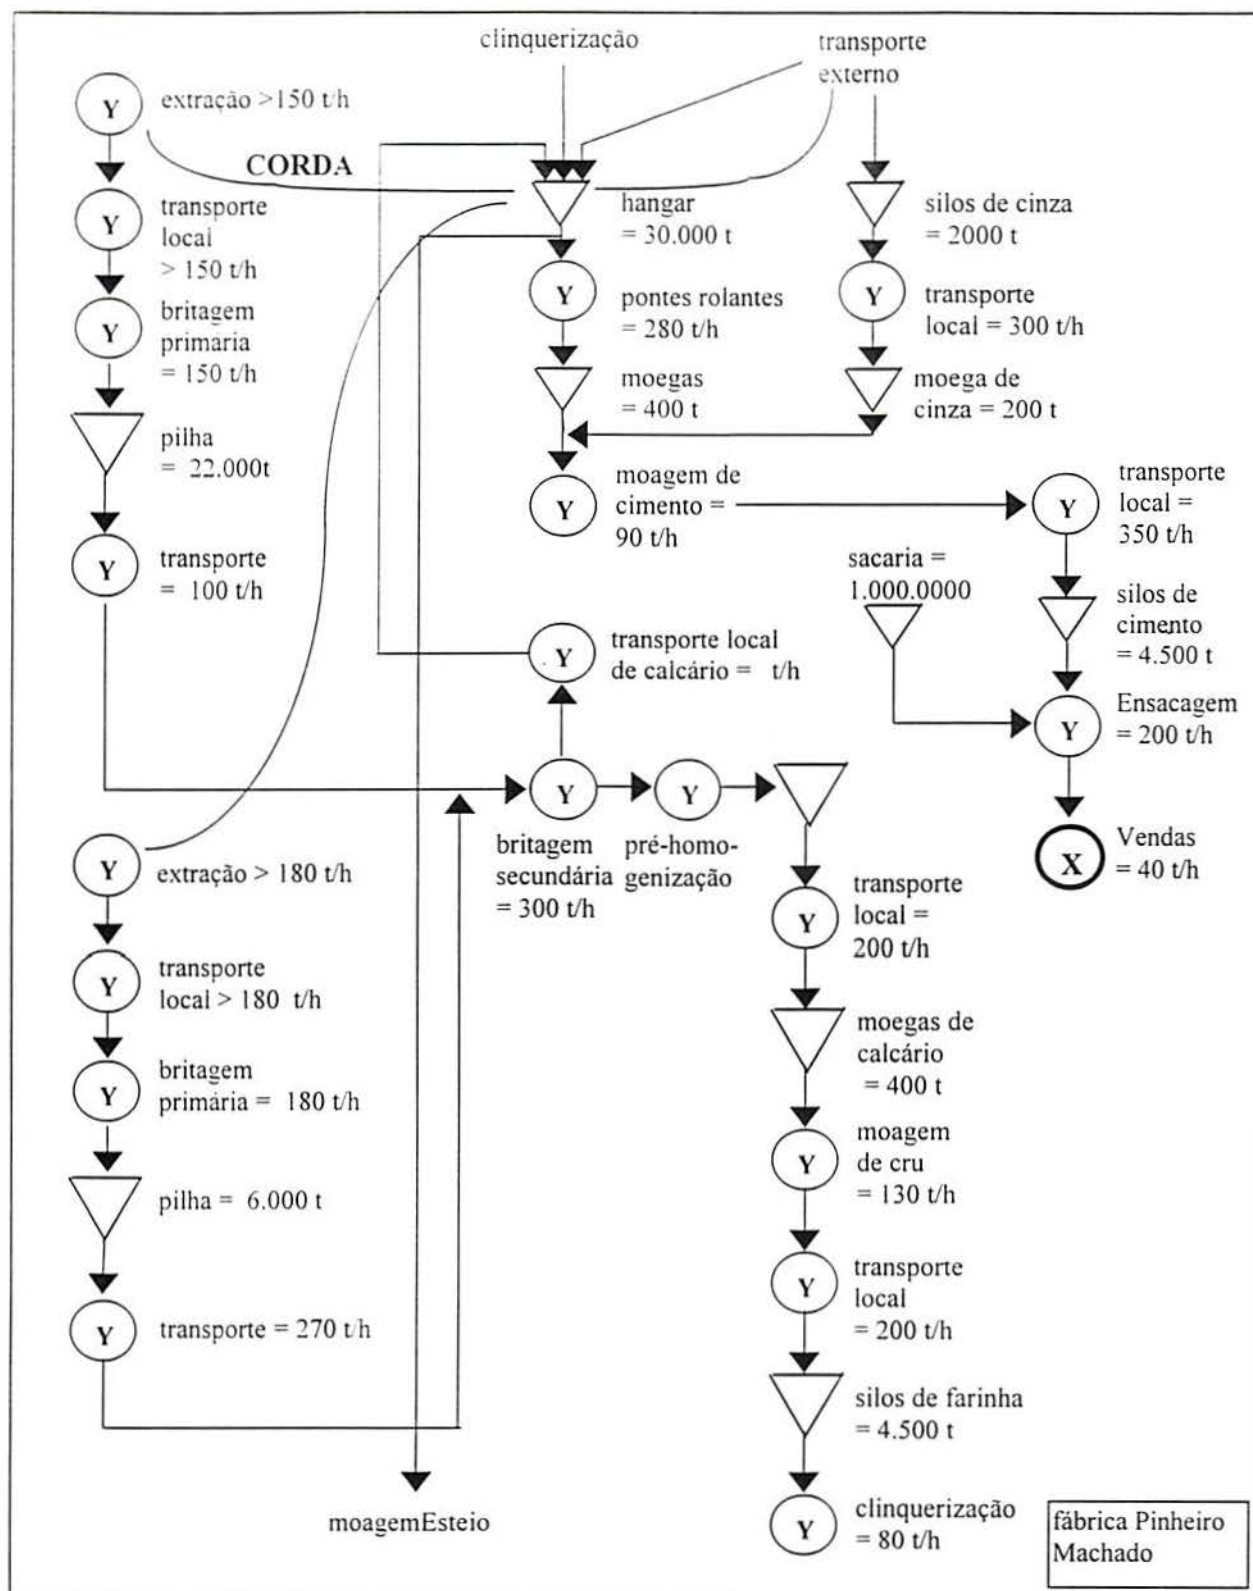 clinquerização
transporte
externo
Y
extração >150 t/h
CORDA
Y
transporte
local
> 150 t/h
Y
britagem
primária
= 150 t/h
pilha
= 22.000t
Y
transporte
= 100 t/h
hangar
= 30.000 t
Y
pontes rolantes
= 280 t/h
moegas
= 400 t
silos de cinza
= 2000 t
Y
transporte
local = 300 t/h
moega de
cinza = 200 t
Y
moagem de
cimento =
90 t/h
Y
transporte
local =
350 t/h
sacaria =
1.000.0000
silos de
cimento
= 4.500 t
Y
transporte local
de calcário = t/h
Y
Ensacagem
= 200 t/h
X
Vendas
= 40 t/h
Y
britagem
secundária
= 300 t/h
Y
pré-homo-
genização
Y
transporte
local =
200 t/h
moegas de
calcário
= 400 t
Y
moagem
de cru
= 130 t/h
Y
transporte
local
= 200 t/h
silos de farinha
= 4.500 t
Y
clinquerização
= 80 t/h
Y
extração > 180 t/h
Y
transporte
local > 180 t/h
Y
britagem
primária = 180 t/h
pilha = 6.000 t
Y
transporte = 270 t/h
moagemEsteio
fábrica Pinheiro
Machado